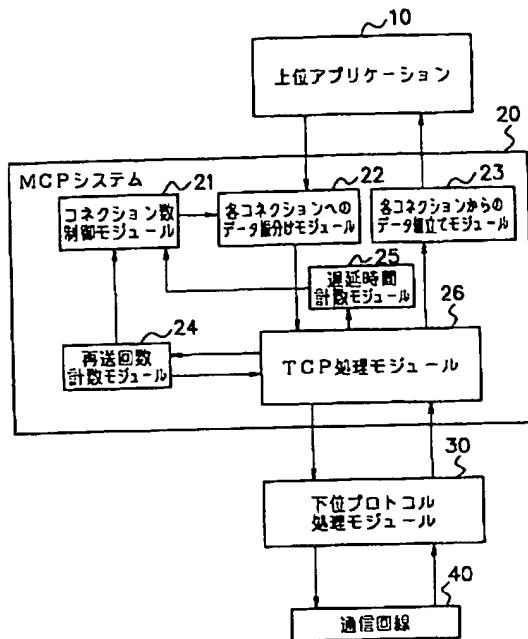 10
上位アプリケーション
20
MCPシステム
21
コネクション数
制御モジュール
22
各コネクションへの
データ振分けモジュール
23
各コネクションからの
データ組立てモジュール
25
遅延時間
計数モジュール
24
再送回数
計数モジュール
26
TCP処理モジュール
30
下位プロトコル
処理モジュール
40
通信回線